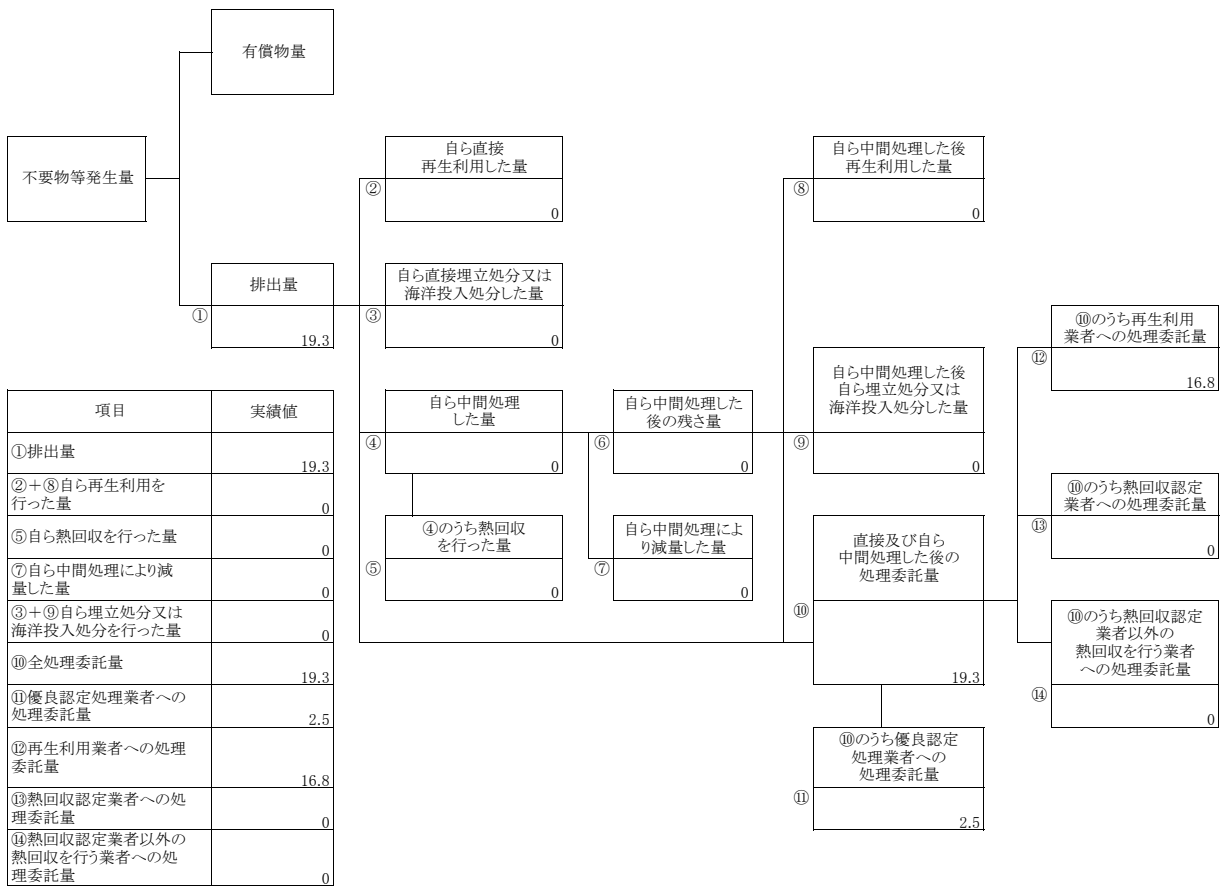 有償物量
不要物等発生量
自ら直接
再生利用した量
②
0
自ら中間処理した後
再生利用した量
⑧
0
排出量
①
19.3
自ら直接埋立処分又は
海洋投入処分した量
③
0
⑩のうち再生利用
業者への処理委託量
⑫
16.8
自ら中間処理した後
自ら埋立処分又は
海洋投入処分した量
⑨
0
自ら中間処理
した量
④
0
自ら中間処理した
後の残さ量
⑥
0
⑩のうち熱回収認定
業者への処理委託量
⑬
0
④のうち熱回収
を行った量
⑤
0
自ら中間処理によ
り減量した量
⑦
0
直接及び自ら
中間処理した後の
処理委託量
⑩
19.3
⑩のうち熱回収認定
業者以外の
熱回収を行う業者
への処理委託量
⑭
0
⑩のうち優良認定
処理業者への
処理委託量
⑪
2.5
項目 実績値
①排出量
19.3
②＋⑧自ら再生利用を
行った量
0
⑤自ら熱回収を行った量
0
⑦自ら中間処理により減
量した量
0
③＋⑨自ら埋立処分又は
海洋投入処分を行った量
0
⑩全処理委託量
19.3
⑪優良認定処理業者への
処理委託量
2.5
⑫再生利用業者への処理
委託量
16.8
⑬熱回収認定業者への処
理委託量
0
⑭熱回収認定業者以外の
熱回収を行う業者への処
理委託量
0